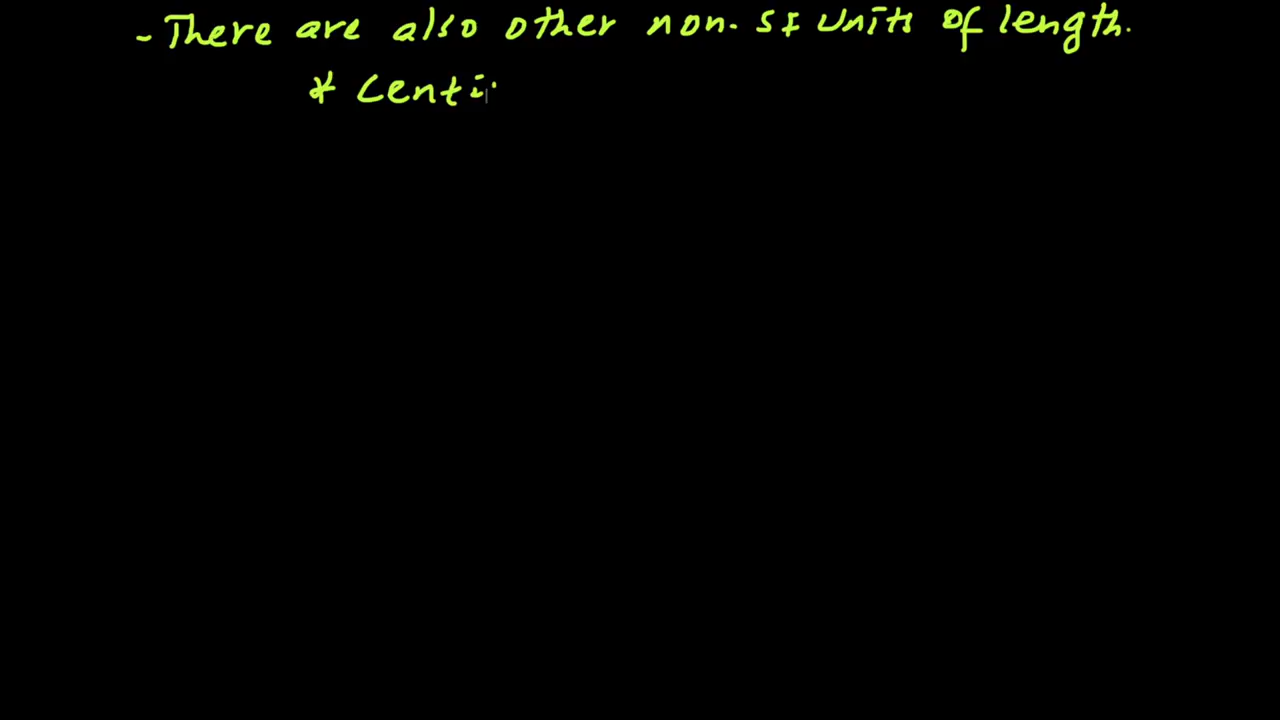 - There are also other non-SI units of length.
* Centi